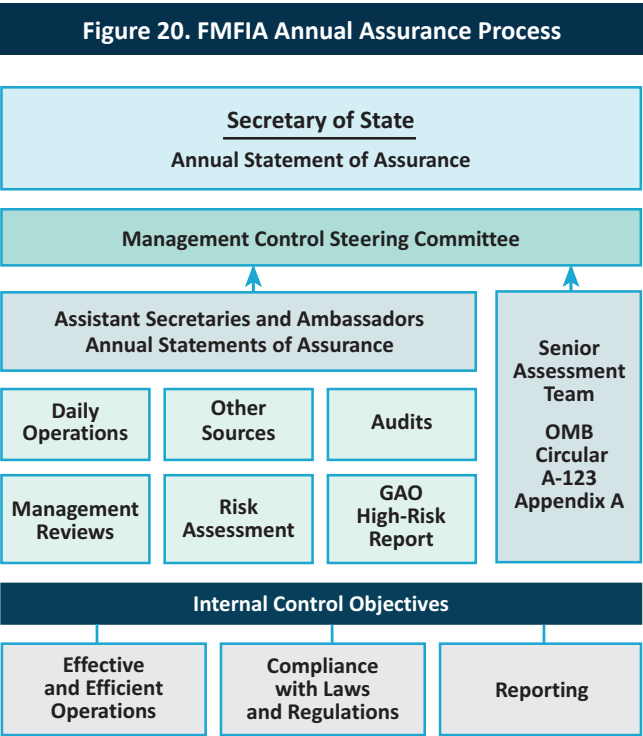 Figure 20. FMFIA Annual Assurance Process
Secretary of State
Annual Statement of Assurance
Management Control Steering Committee
Assistant Secretaries and Ambassadors
Annual Statements of Assurance
Senior
Assessment
Team
OMB
Circular
A-123
Appendix A
Daily
Operations
Other
Sources
Audits
Management
Reviews
Risk
Assessment
GAO
High-Risk
Report
Internal Control Objectives
Effective
and Efficient
Operations
Compliance
with Laws
and Regulations
Reporting